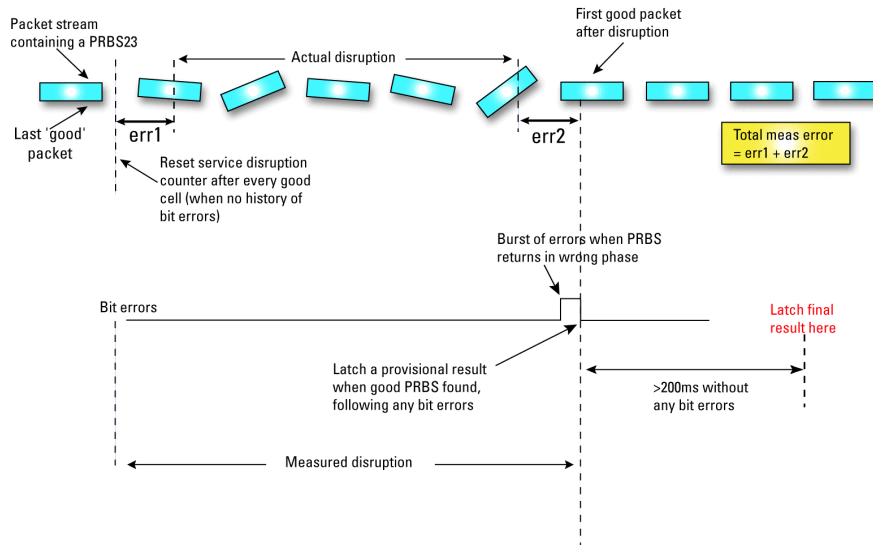 Packet stream
containing a PRBS23
First good packet
after disruption
Actual disruption
Last 'good'
packet
err1
err2
Total meas error
= err1 + err2
Reset service disruption
counter after every good
cell (when no history of
bit errors)
Burst of errors when PRBS
returns in wrong phase
Bit errors
Latch final
result here
Latch a provisional result
when good PRBS found,
following any bit errors
>200ms without
any bit errors
Measured disruption